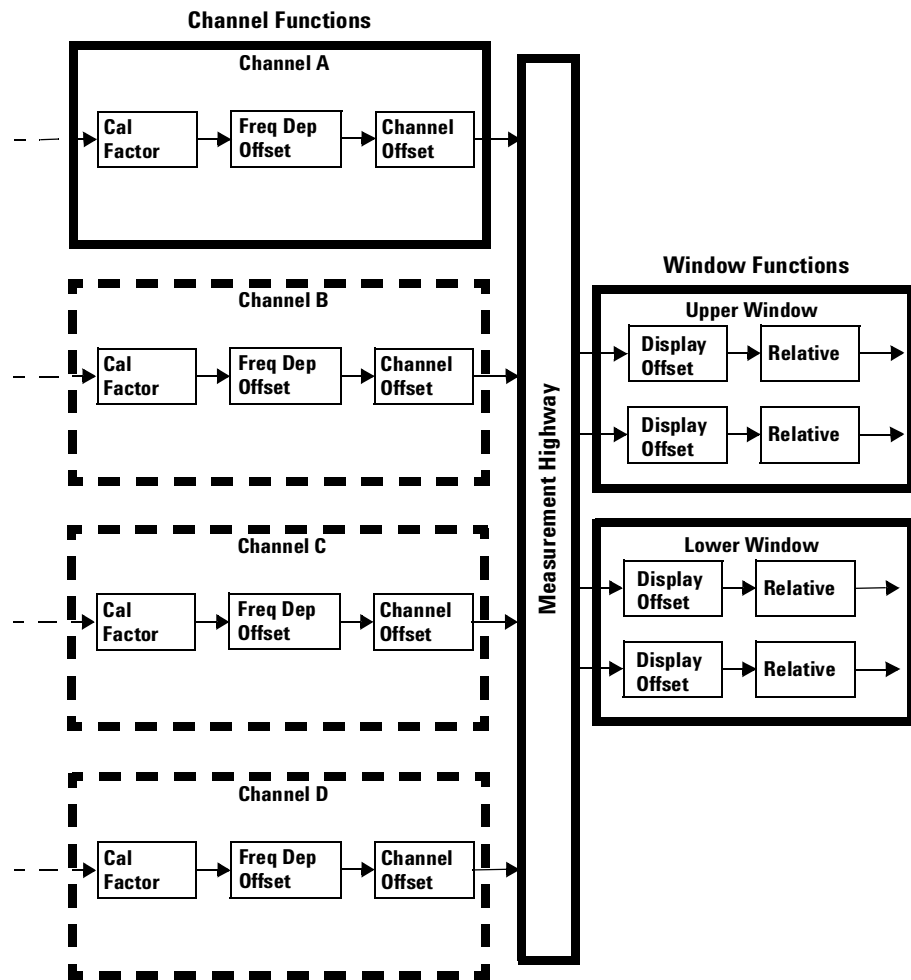 Channel Functions
Channel A
Cal
Factor
Freq Dep
Offset
Channel
Offset
Channel B
Cal
Factor
Freq Dep
Offset
Channel
Offset
Channel C
Cal
Factor
Freq Dep
Offset
Channel
Offset
Channel D
Cal
Factor
Freq Dep
Offset
Channel
Offset
Measurement Highway
Window Functions
Upper Window
Display
Offset
Relative
Display
Offset
Relative
Lower Window
Display
Offset
Relative
Display
Offset
Relative